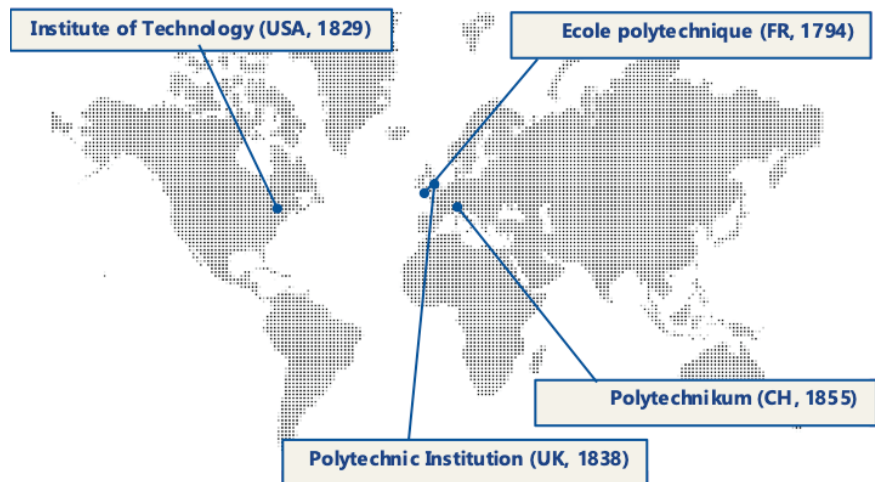 Institute of Technology (USA, 1829)
Ecole polytechnique (FR, 1794)
Polytechnikum (CH, 1855)
Polytechnic Institution (UK, 1838)